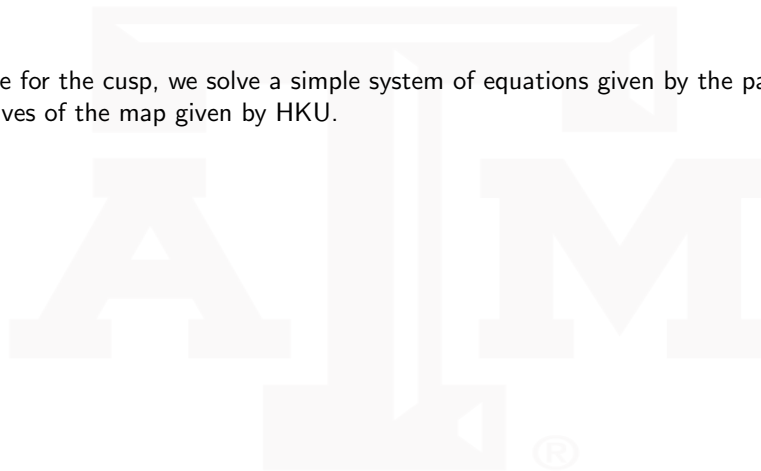 e for the cusp, we solve a simple system of equations given by the pa
ves of the map given by HKU.
A T M
®